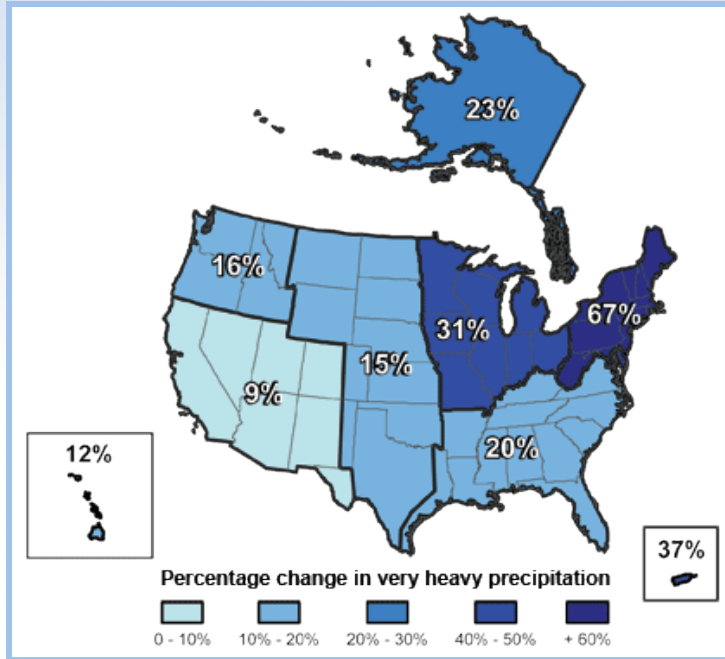 23%
16%
67%
31%
15%
9%
20%
12%
37%
Percentage change in very heavy precipitation
0 - 10%
10% - 20%
20% - 30%
40% - 50%
+ 60%